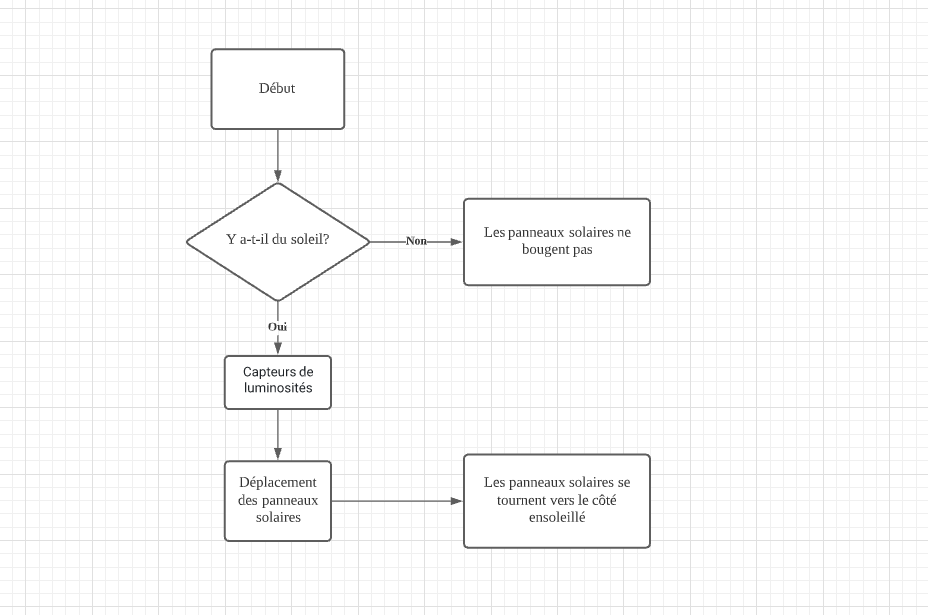 Début
Y a-t-il du soleil?
Non
Les panneaux solaires ne
bougent pas
Oui
Capteurs de
luminosités
Déplacement
des panneaux
solaires
Les panneaux solaires se
tournent vers le côté
ensoleillé